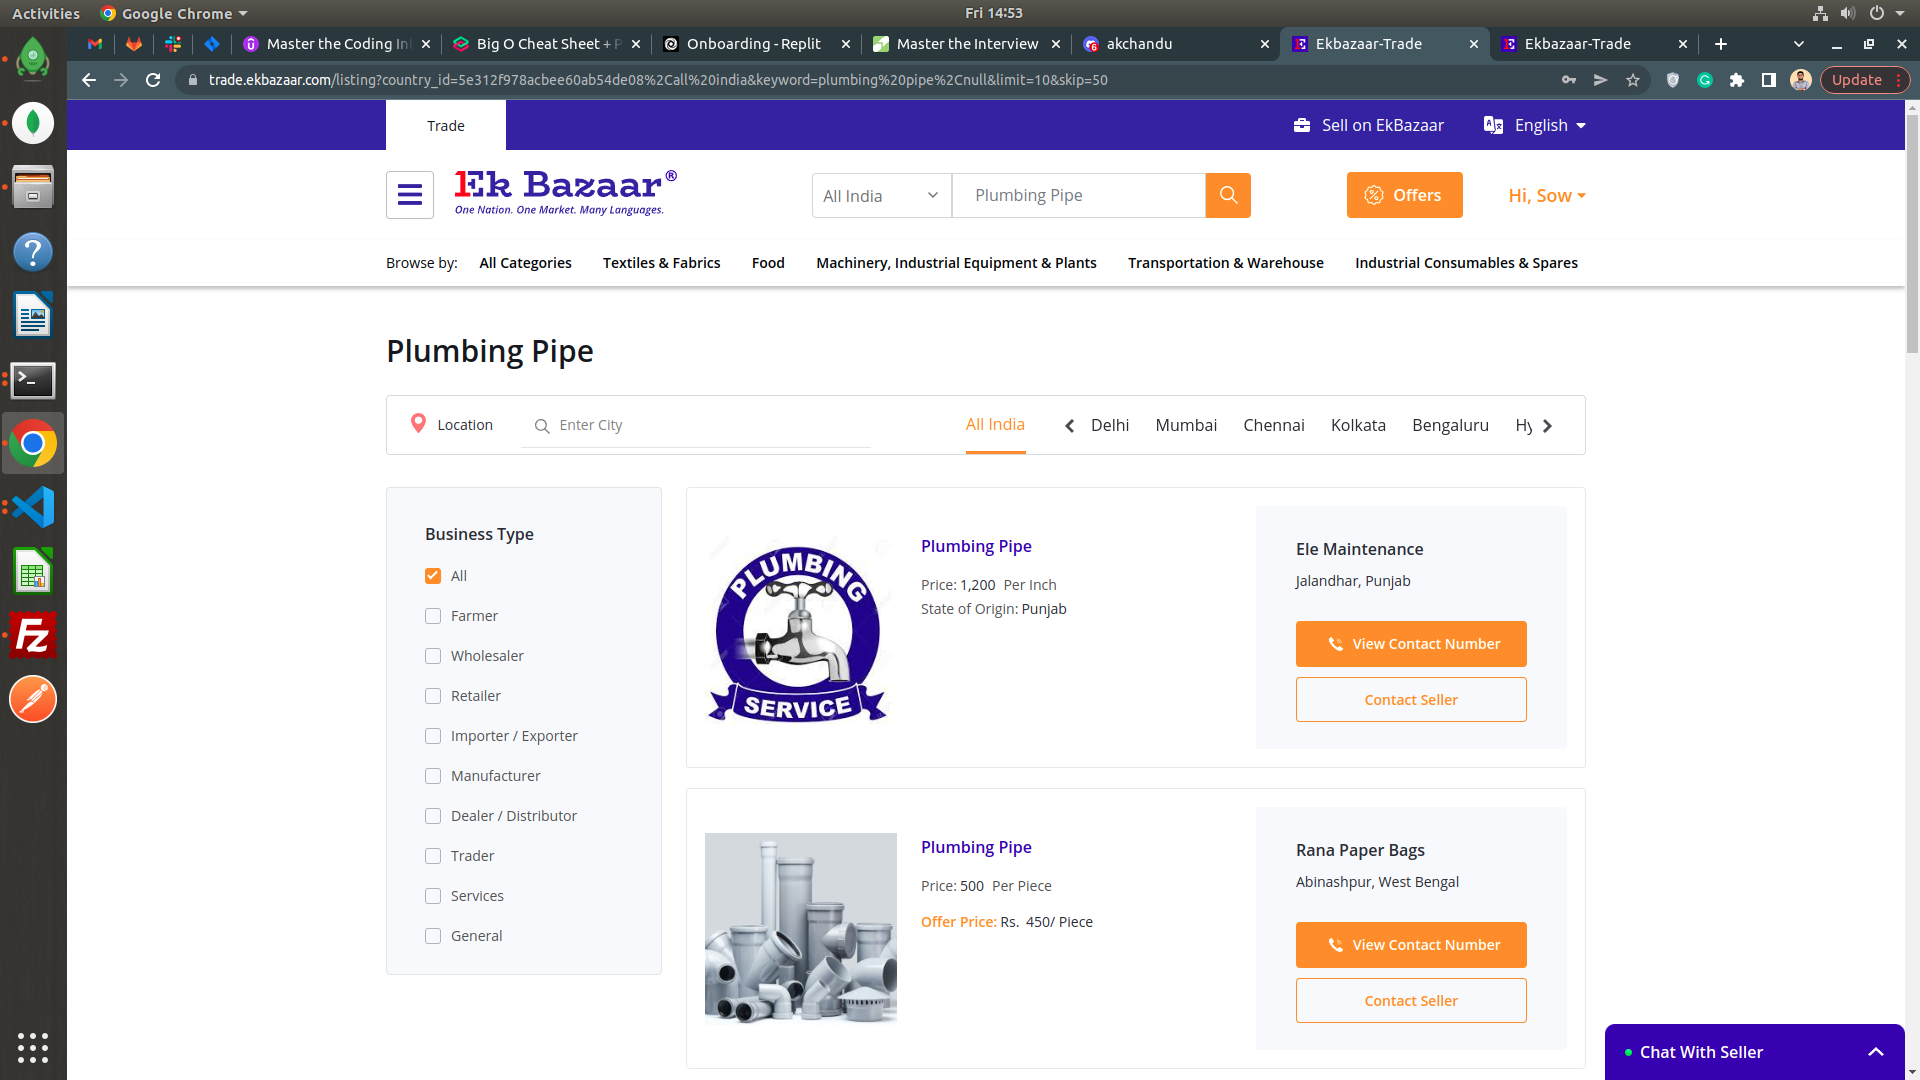 Activities
Google Chrome
Fri 14:53
Master the Coding In
Big O Cheat Sheet + P
Onboarding - Replit
Master the Interview
akchandu
Ekbazaar-Trade
Ekbazaar-Trade
trade.ekbazaar.com/listing?country_id=5e312f978acbee60ab54de08%2Call%20india&keyword=plumbing%20pipe%2Cnull&limit=10&skip=50
Update
Trade
Sell on EkBazaar
English
Ek Bazaar®
One Nation. One Market. Many Languages.
All India
Plumbing Pipe
Offers
Hi, Sow
Browse by:
All Categories
Textiles & Fabrics
Food
Machinery, Industrial Equipment & Plants
Transportation & Warehouse
Industrial Consumables & Spares
Plumbing Pipe
Location
Enter City
All India
Delhi
Mumbai
Chennai
Kolkata
Bengaluru
Hy
Business Type
All
Farmer
Wholesaler
Retailer
Importer / Exporter
Manufacturer
Dealer / Distributor
Trader
Services
General
PLUMBING
SERVICE
Plumbing Pipe
Price: 1,200 Per Inch
State of Origin: Punjab
Ele Maintenance
Jalandhar, Punjab
View Contact Number
Contact Seller
Plumbing Pipe
Price: 500 Per Piece
Offer Price: Rs. 450/ Piece
Rana Paper Bags
Abinashpur, West Bengal
View Contact Number
Contact Seller
Chat With Seller